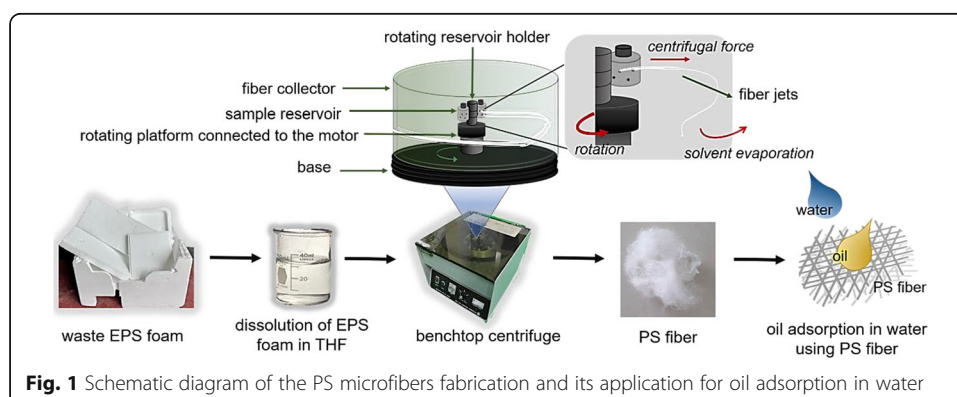 rotating reservoir holder
centrifugal force
fiber collector
fiber jets
sample reservoir
rotating platform connected to the motor
rotation
solvent evaporation
base
water
oil
PS fiber
40ml
20
waste EPS foam
dissolution of EPS
foam in THF
benchtop centrifuge
PS fiber
oil adsorption in water
using PS fiber
Fig. 1 Schematic diagram of the PS microfibers fabrication and its application for oil adsorption in water